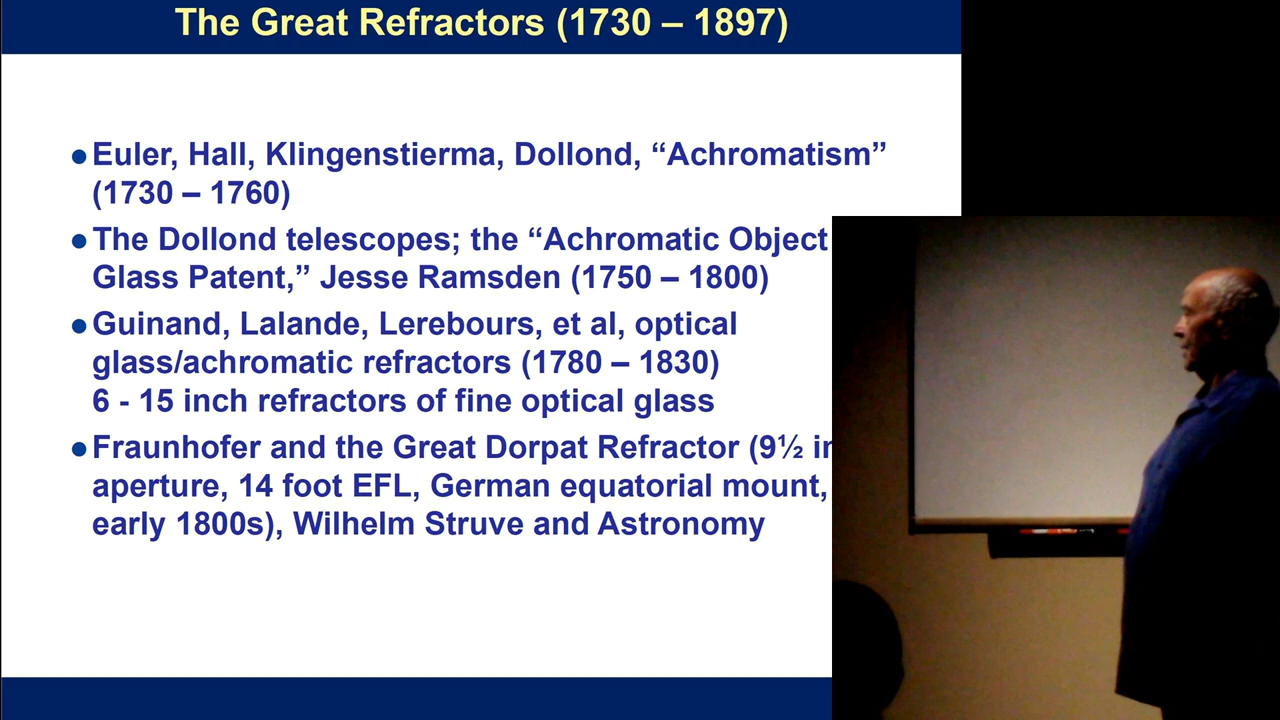 The Great Refractors (1730 – 1897)
●Euler, Hall, Klingenstierma, Dollond, “Achromatism”
(1730 – 1760)
●The Dollond telescopes; the “Achromatic Object
Glass Patent,” Jesse Ramsden (1750 – 1800)
●Guinand, Lalande, Lerebours, et al, optical
glass/achromatic refractors (1780 – 1830)
6 - 15 inch refractors of fine optical glass
●Fraunhofer and the Great Dorpat Refractor (9½
aperture, 14 foot EFL, German equatorial mount,
early 1800s), Wilhelm Struve and Astronomy